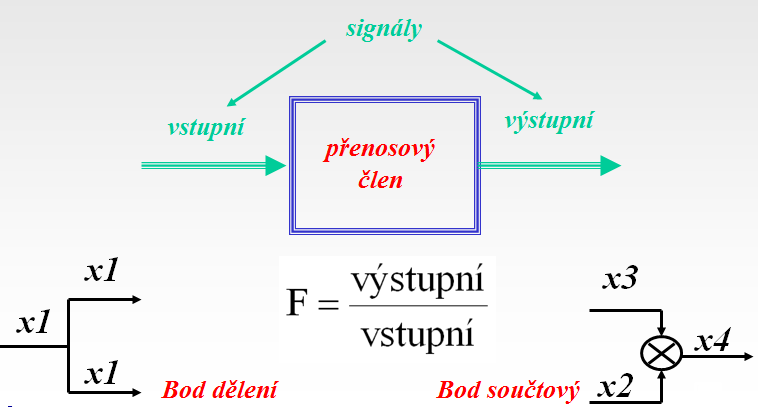 signály
vstupní
výstupní
přenosový
člen
x1
x1
x1
F = výstupní
vstupní
x3
x4
x2
Bod dělení
Bod součtový